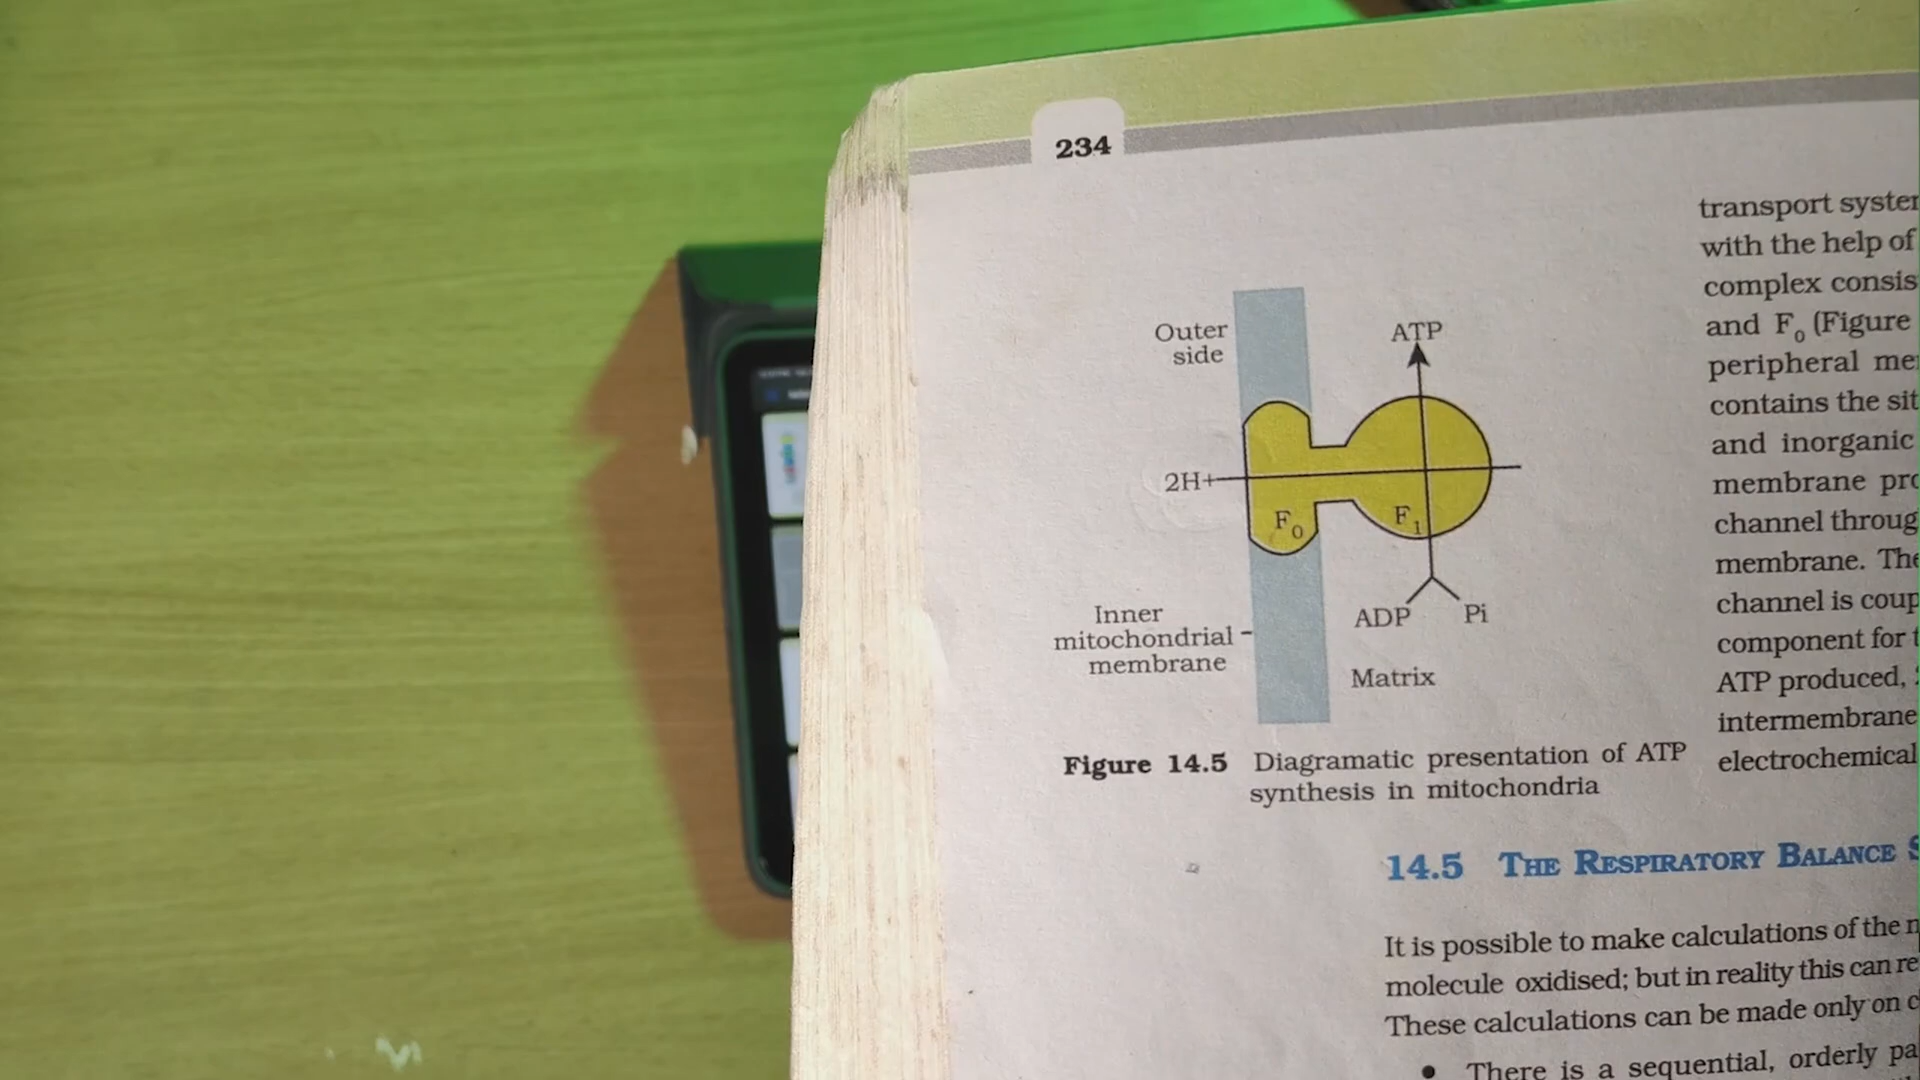 234
transport
with the help of
complex
and F₀ (Figure
peripheral
contains the
and inorganic
membrane
channel
membrane.
channel is
component for
ATP produced,
intermembrane
electrochemical
Outer
side
ATP
2H+
F₀
F₁
Inner
mitochondrial
membrane
ADP
Pi
Matrix
Figure 14.5 Diagramatic presentation of ATP
synthesis in mitochondria
14.5 THE RESPIRATORY BALANCE
It is possible to make calculations of the
molecule oxidised; but in reality this can
These calculations can be made only on
• There is a sequential, orderly